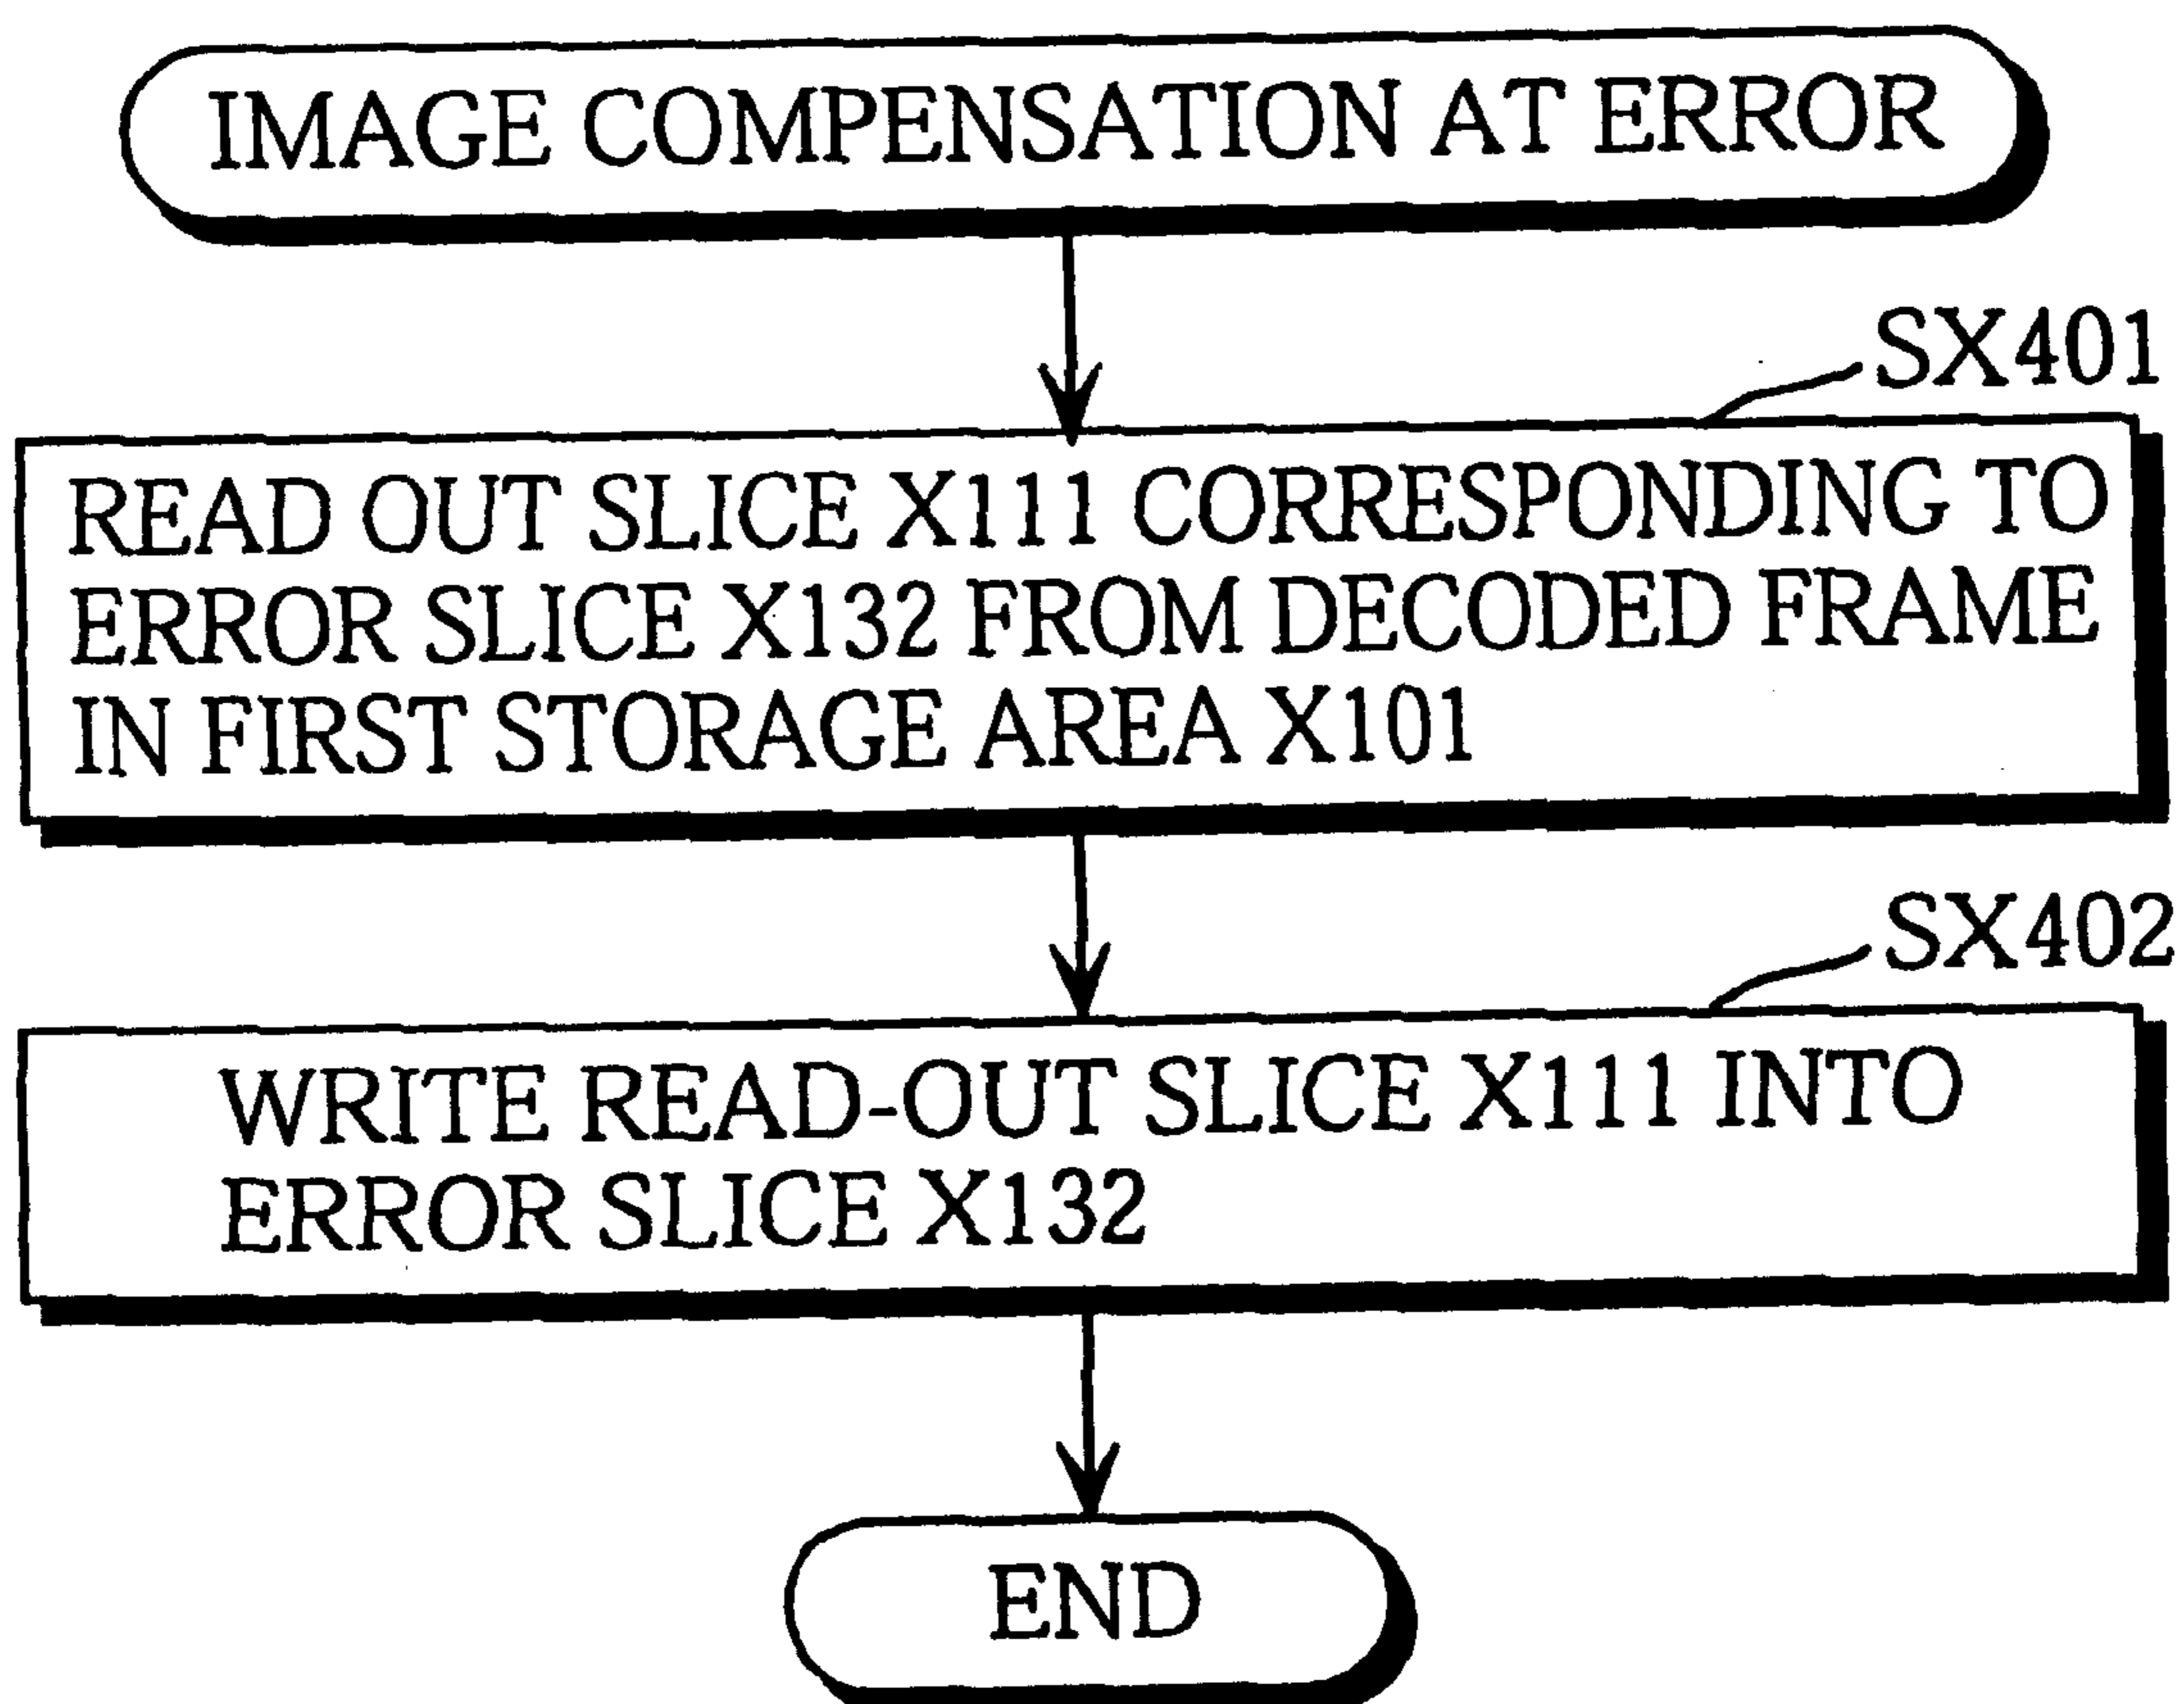 IMAGE COMPENSATION AT ERROR
SX401
READ OUT SLICE X111 CORRESPONDING TO
ERROR SLICE X132 FROM DECODED FRAME
IN FIRST STORAGE AREA X101
SX402
WRITE READ-OUT SLICE X111 INTO
ERROR SLICE X132
END